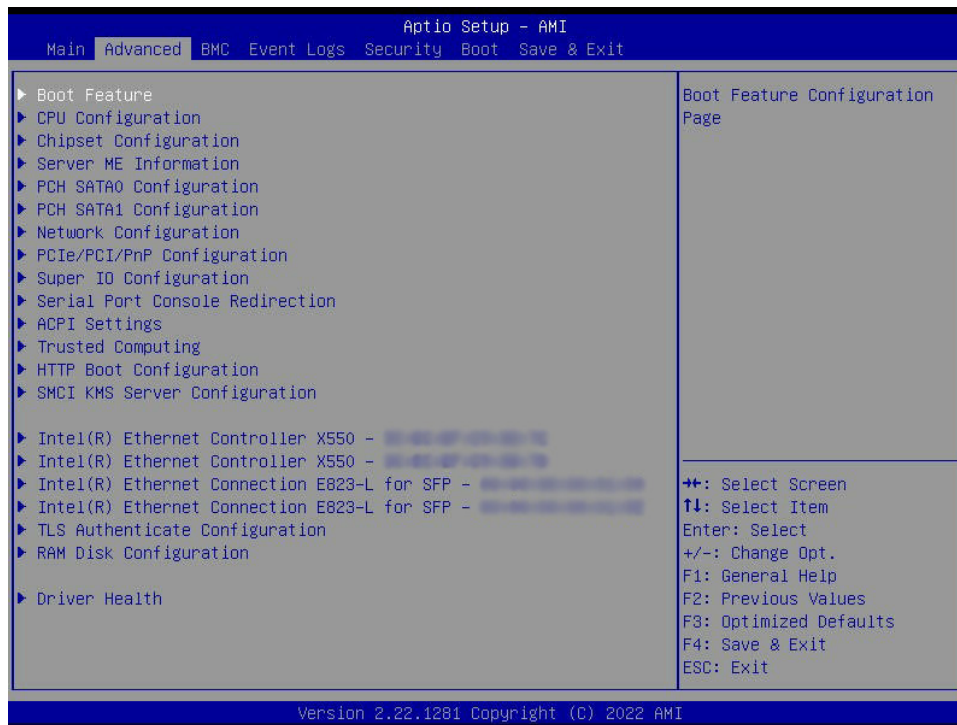 Aptio Setup – AMI
Main Advanced BMC Event Logs Security Boot Save & Exit
Boot Feature
CPU Configuration
Chipset Configuration
Server ME Information
PCH SATA0 Configuration
PCH SATA1 Configuration
Network Configuration
PCIe/PCI/PnP Configuration
Super IO Configuration
Serial Port Console Redirection
ACPI Settings
Trusted Computing
HTTP Boot Configuration
SMCI KMS Server Configuration
Intel(R) Ethernet Controller X550 –
Intel(R) Ethernet Controller X550 –
Intel(R) Ethernet Connection E823-L for SFP –
Intel(R) Ethernet Connection E823-L for SFP –
TLS Authenticate Configuration
RAM Disk Configuration
Driver Health
Boot Feature Configuration
Page
→←: Select Screen
↑↓: Select Item
Enter: Select
+/-: Change Opt.
F1: General Help
F2: Previous Values
F3: Optimized Defaults
F4: Save & Exit
ESC: Exit
Version 2.22.1281 Copyright (C) 2022 AMI